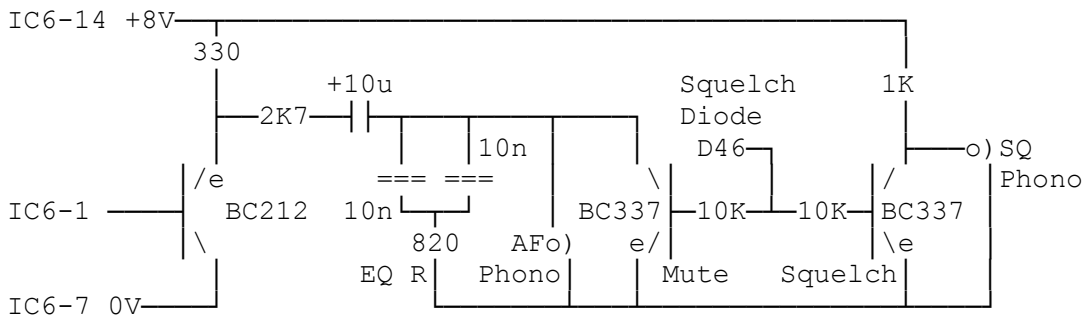 IC6-14 +8V
330
+10u Squelch 1K
2K7 Diode
10n D46 o)SQ
/e === === \ / Phono
IC6-1 BC212 10n BC337 10K 10K BC337
\ 820 AFo) e/ \e
EQ R Phono Mute Squelch
IC6-7 0V